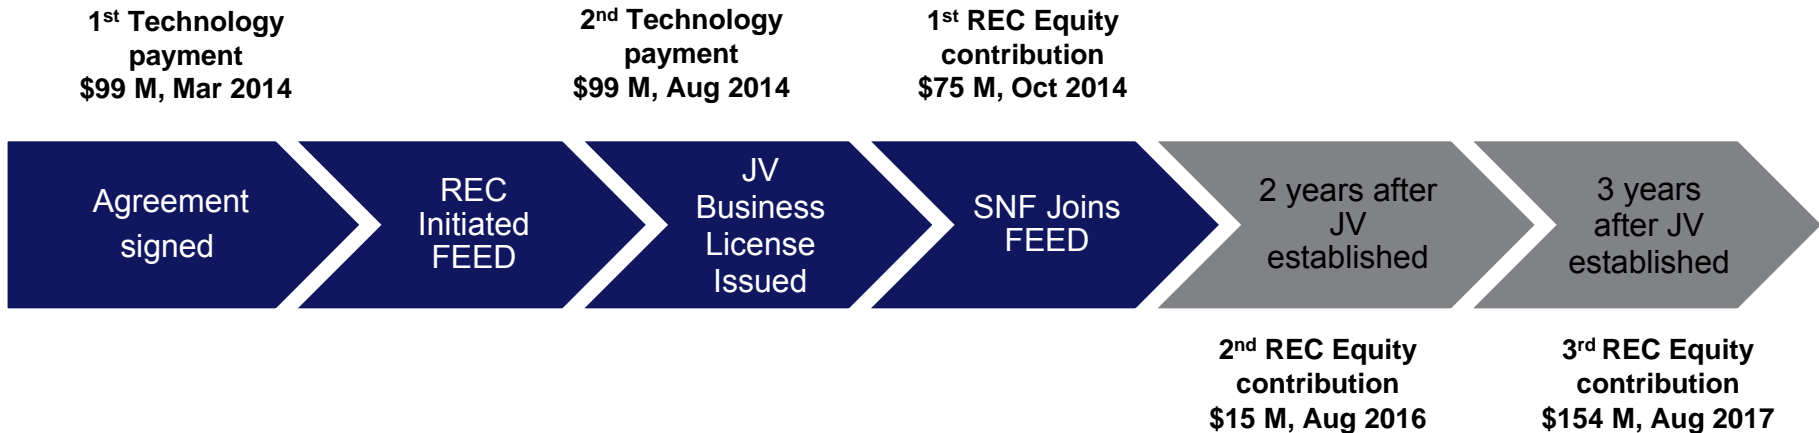 1st Technology
payment
$99 M, Mar 2014
2nd Technology
payment
$99 M, Aug 2014
1st REC Equity
contribution
$75 M, Oct 2014
Agreement
signed
REC
Initiated
FEED
JV
Business
License
Issued
SNF Joins
FEED
2 years after
JV
established
3 years
after JV
established
2nd REC Equity
contribution
$15 M, Aug 2016
3rd REC Equity
contribution
$154 M, Aug 2017